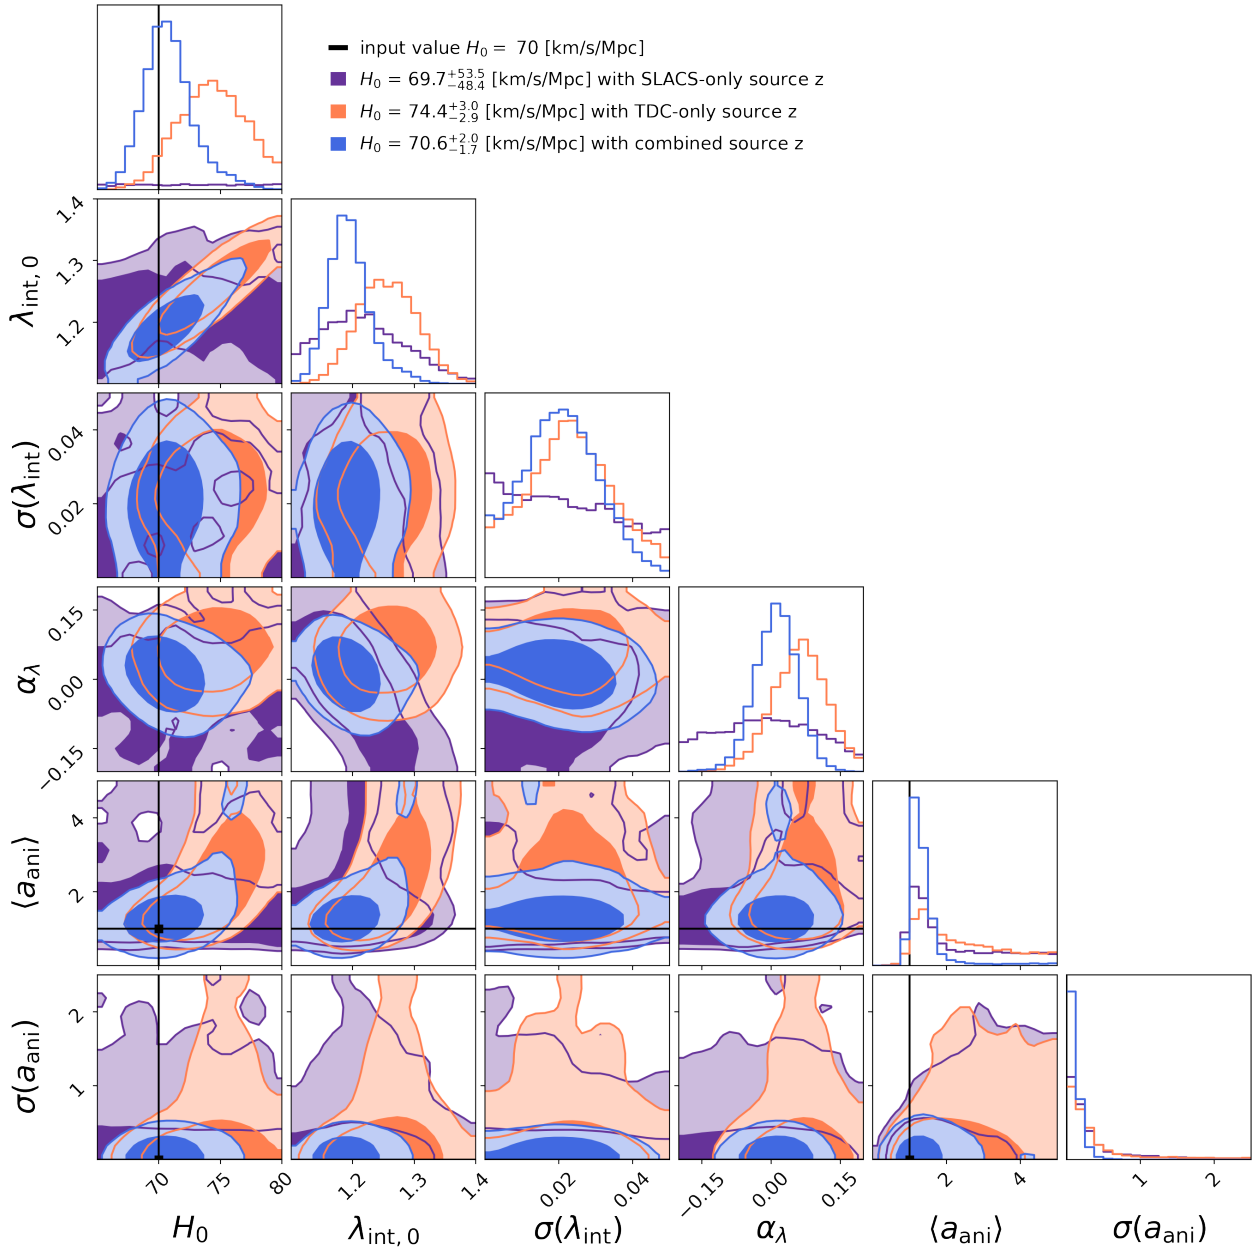 input value H₀ = 70 [km/s/Mpc]
H₀ = 69.7⁺⁵³·⁵₋₄₈.₄ [km/s/Mpc] with SLACS-only source z
H₀ = 74.4⁺³·⁰₋₂.₉ [km/s/Mpc] with TDC-only source z
H₀ = 70.6⁺²·⁰₋₁.₇ [km/s/Mpc] with combined source z
1.4
1.3
1.2
λint, 0
0.04
0.02
σ(λint)
0.15
0.00
−0.15
αλ
4
2
⟨aani⟩
2
1
σ(aani)
70 75 80 1.2 1.3 1.4 0.02 0.04 −0.15 0.00 0.15 2 4 1 2
H₀ λint, 0 σ(λint) αλ ⟨aani⟩ σ(aani)